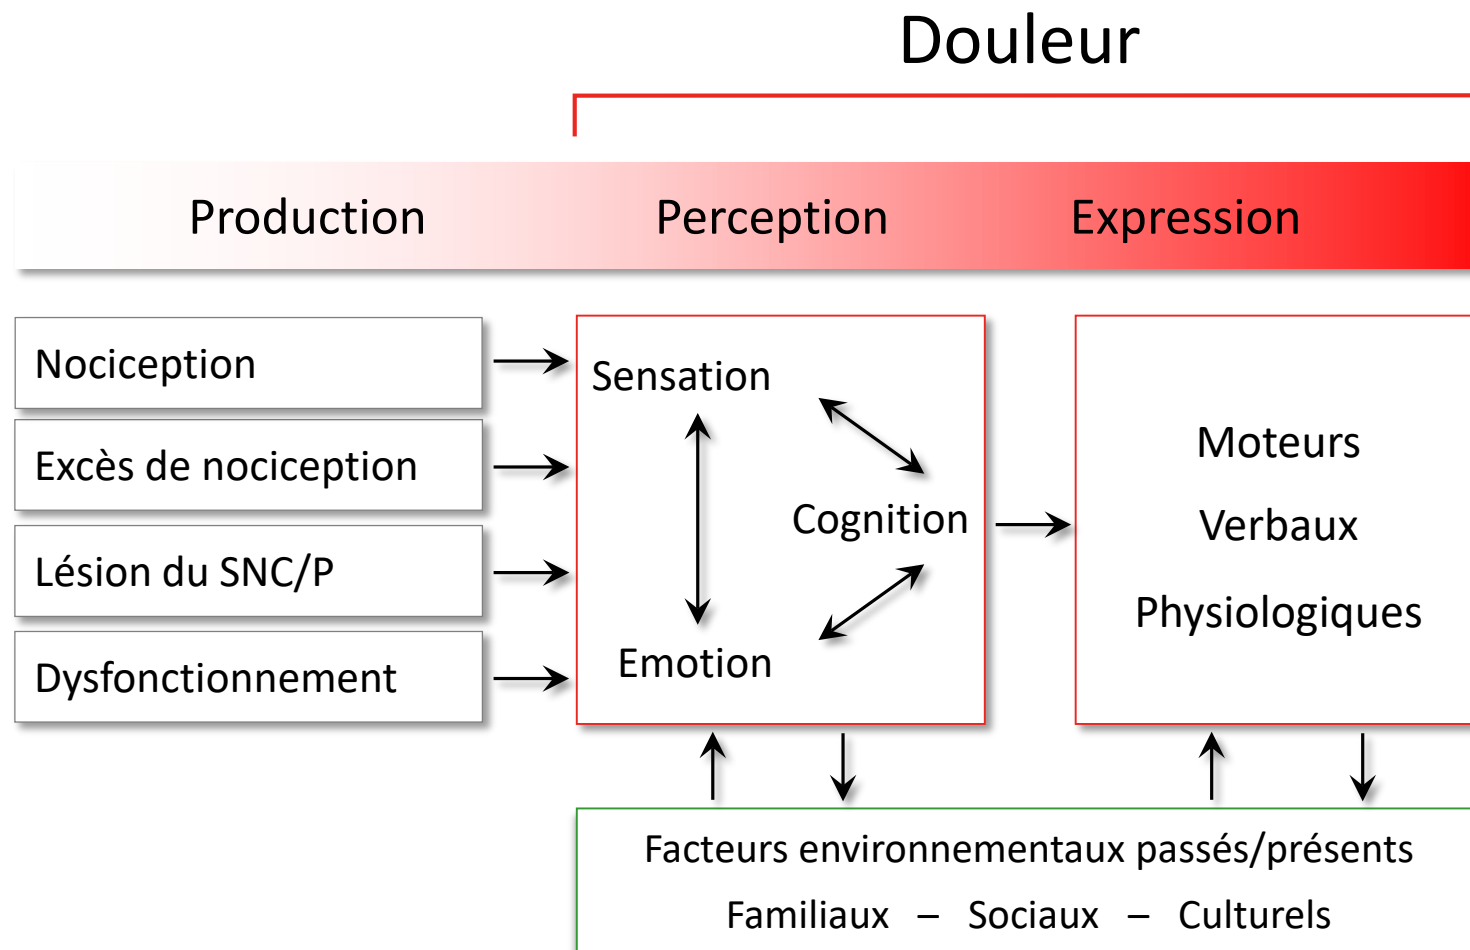 Douleur
Production
Perception
Expression
Nociception
Excès de nociception
Lésion du SNC/P
Dysfonctionnement
Sensation
Cognition
Emotion
Moteurs
Verbaux
Physiologiques
Facteurs environnementaux passés/présents
Familiaux – Sociaux – Culturels